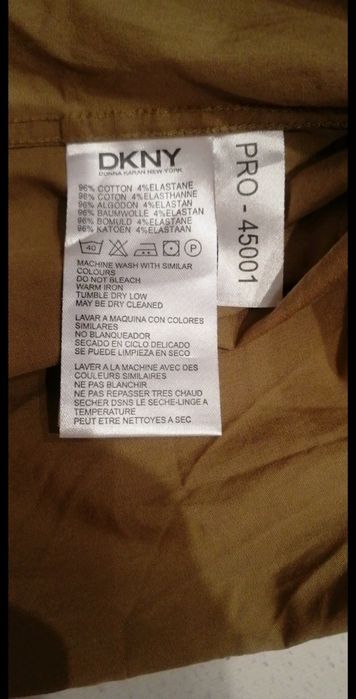 DKNY
DONNA KARAN NEW YORK
96% COTTON 4%ELASTANE
96% COTON 4%ELASTHANNE
96% ALGODON 4%ELASTAN
96% BAUMWOLLE 4%ELASTAN
96% BOMULD 4%ELASTANE
96% KATOEN 4%ELASTAAN
40 P
MACHINE WASH WITH SIMILAR
COLOURS
DO NOT BLEACH
WARM IRON
TUMBLE DRY LOW
MAY BE DRY CLEANED
LAVAR A MAQUINA CON COLORES
SIMILARES
NO BLANQUEADOR
SECADO EN CICLO DELICADO
SE PUEDE LIMPIEZA EN SECO
LAVER A LA MACHINE AVEC DES
COULEURS SIMILAIRES
NE PAS BLANCHIR
NE PAS REPASSER TRES CHAUD
SECHER DSNS LE SECHE-LINGE A
TEMPERATURE
PEUT ETRE NETTOYES A SEC
PRO - 45001